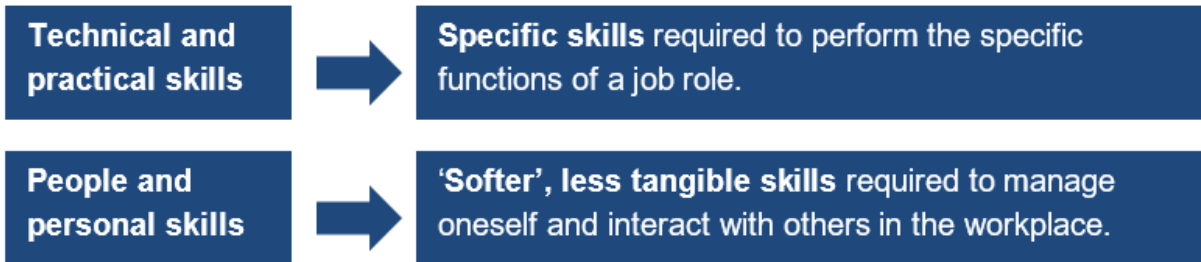 Technical and
practical skills
Specific skills required to perform the specific
functions of a job role.
People and
personal skills
‘Softer’, less tangible skills required to manage
oneself and interact with others in the workplace.